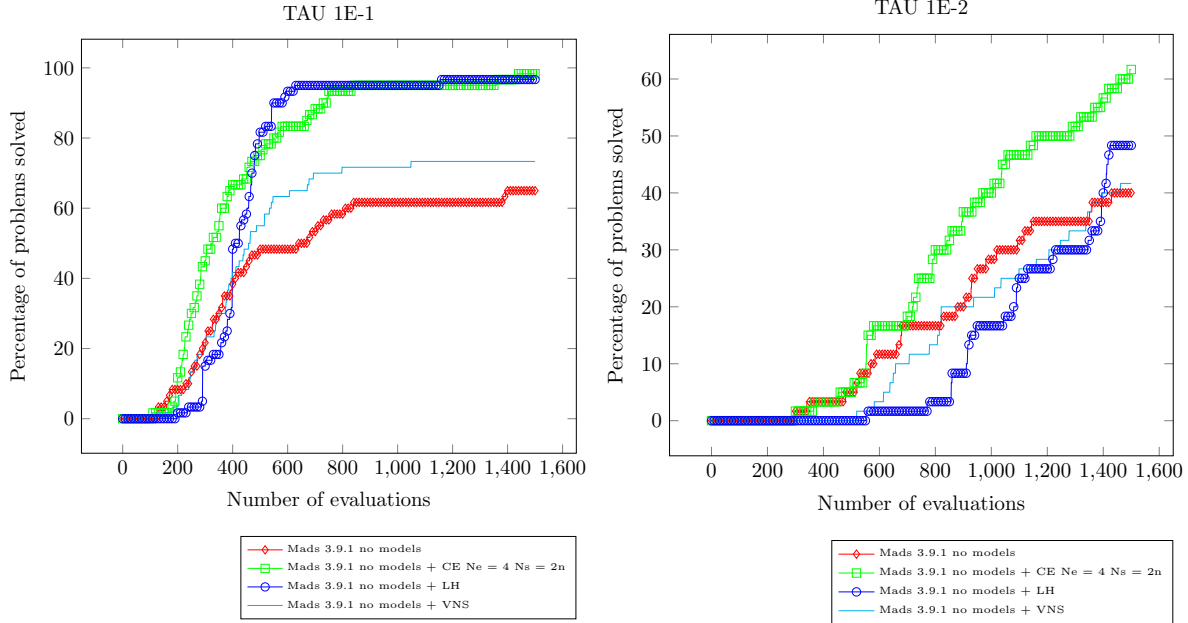 TAU 1E-1
Percentage of problems solved
100
80
60
40
20
0
0 200 400 600 800 1,000 1,200 1,400 1,600
Number of evaluations
Mads 3.9.1 no models
Mads 3.9.1 no models + CE Ne = 4 Ns = 2n
Mads 3.9.1 no models + LH
Mads 3.9.1 no models + VNS
TAU 1E-2
Percentage of problems solved
60
50
40
30
20
10
0
0 200 400 600 800 1,000 1,200 1,400 1,600
Number of evaluations
Mads 3.9.1 no models
Mads 3.9.1 no models + CE Ne = 4 Ns = 2n
Mads 3.9.1 no models + LH
Mads 3.9.1 no models + VNS